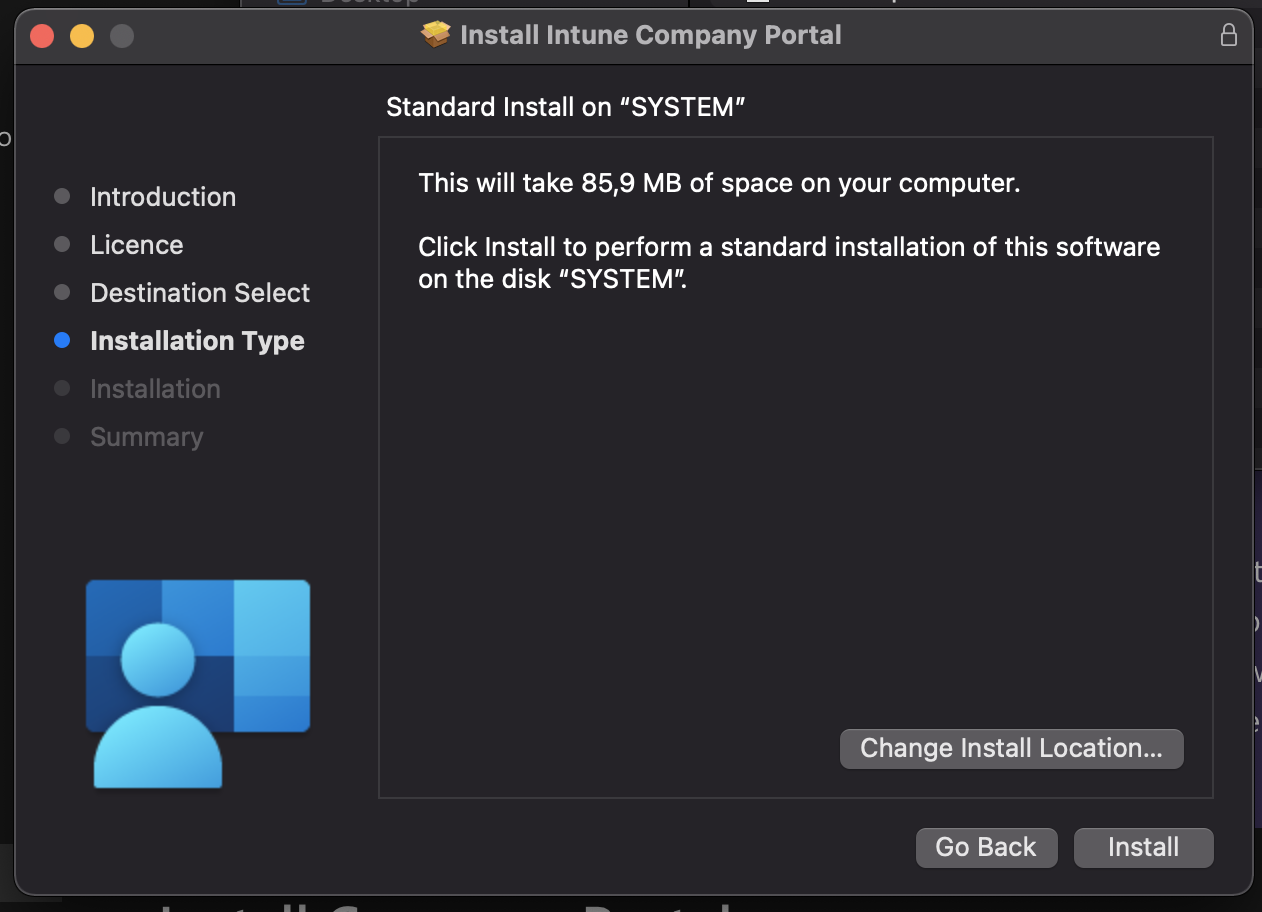 Install Intune Company Portal
Standard Install on “SYSTEM”
Introduction
Licence
Destination Select
Installation Type
Installation
Summary
This will take 85,9 MB of space on your computer.
Click Install to perform a standard installation of this software
on the disk “SYSTEM”.
Change Install Location...
Go Back
Install